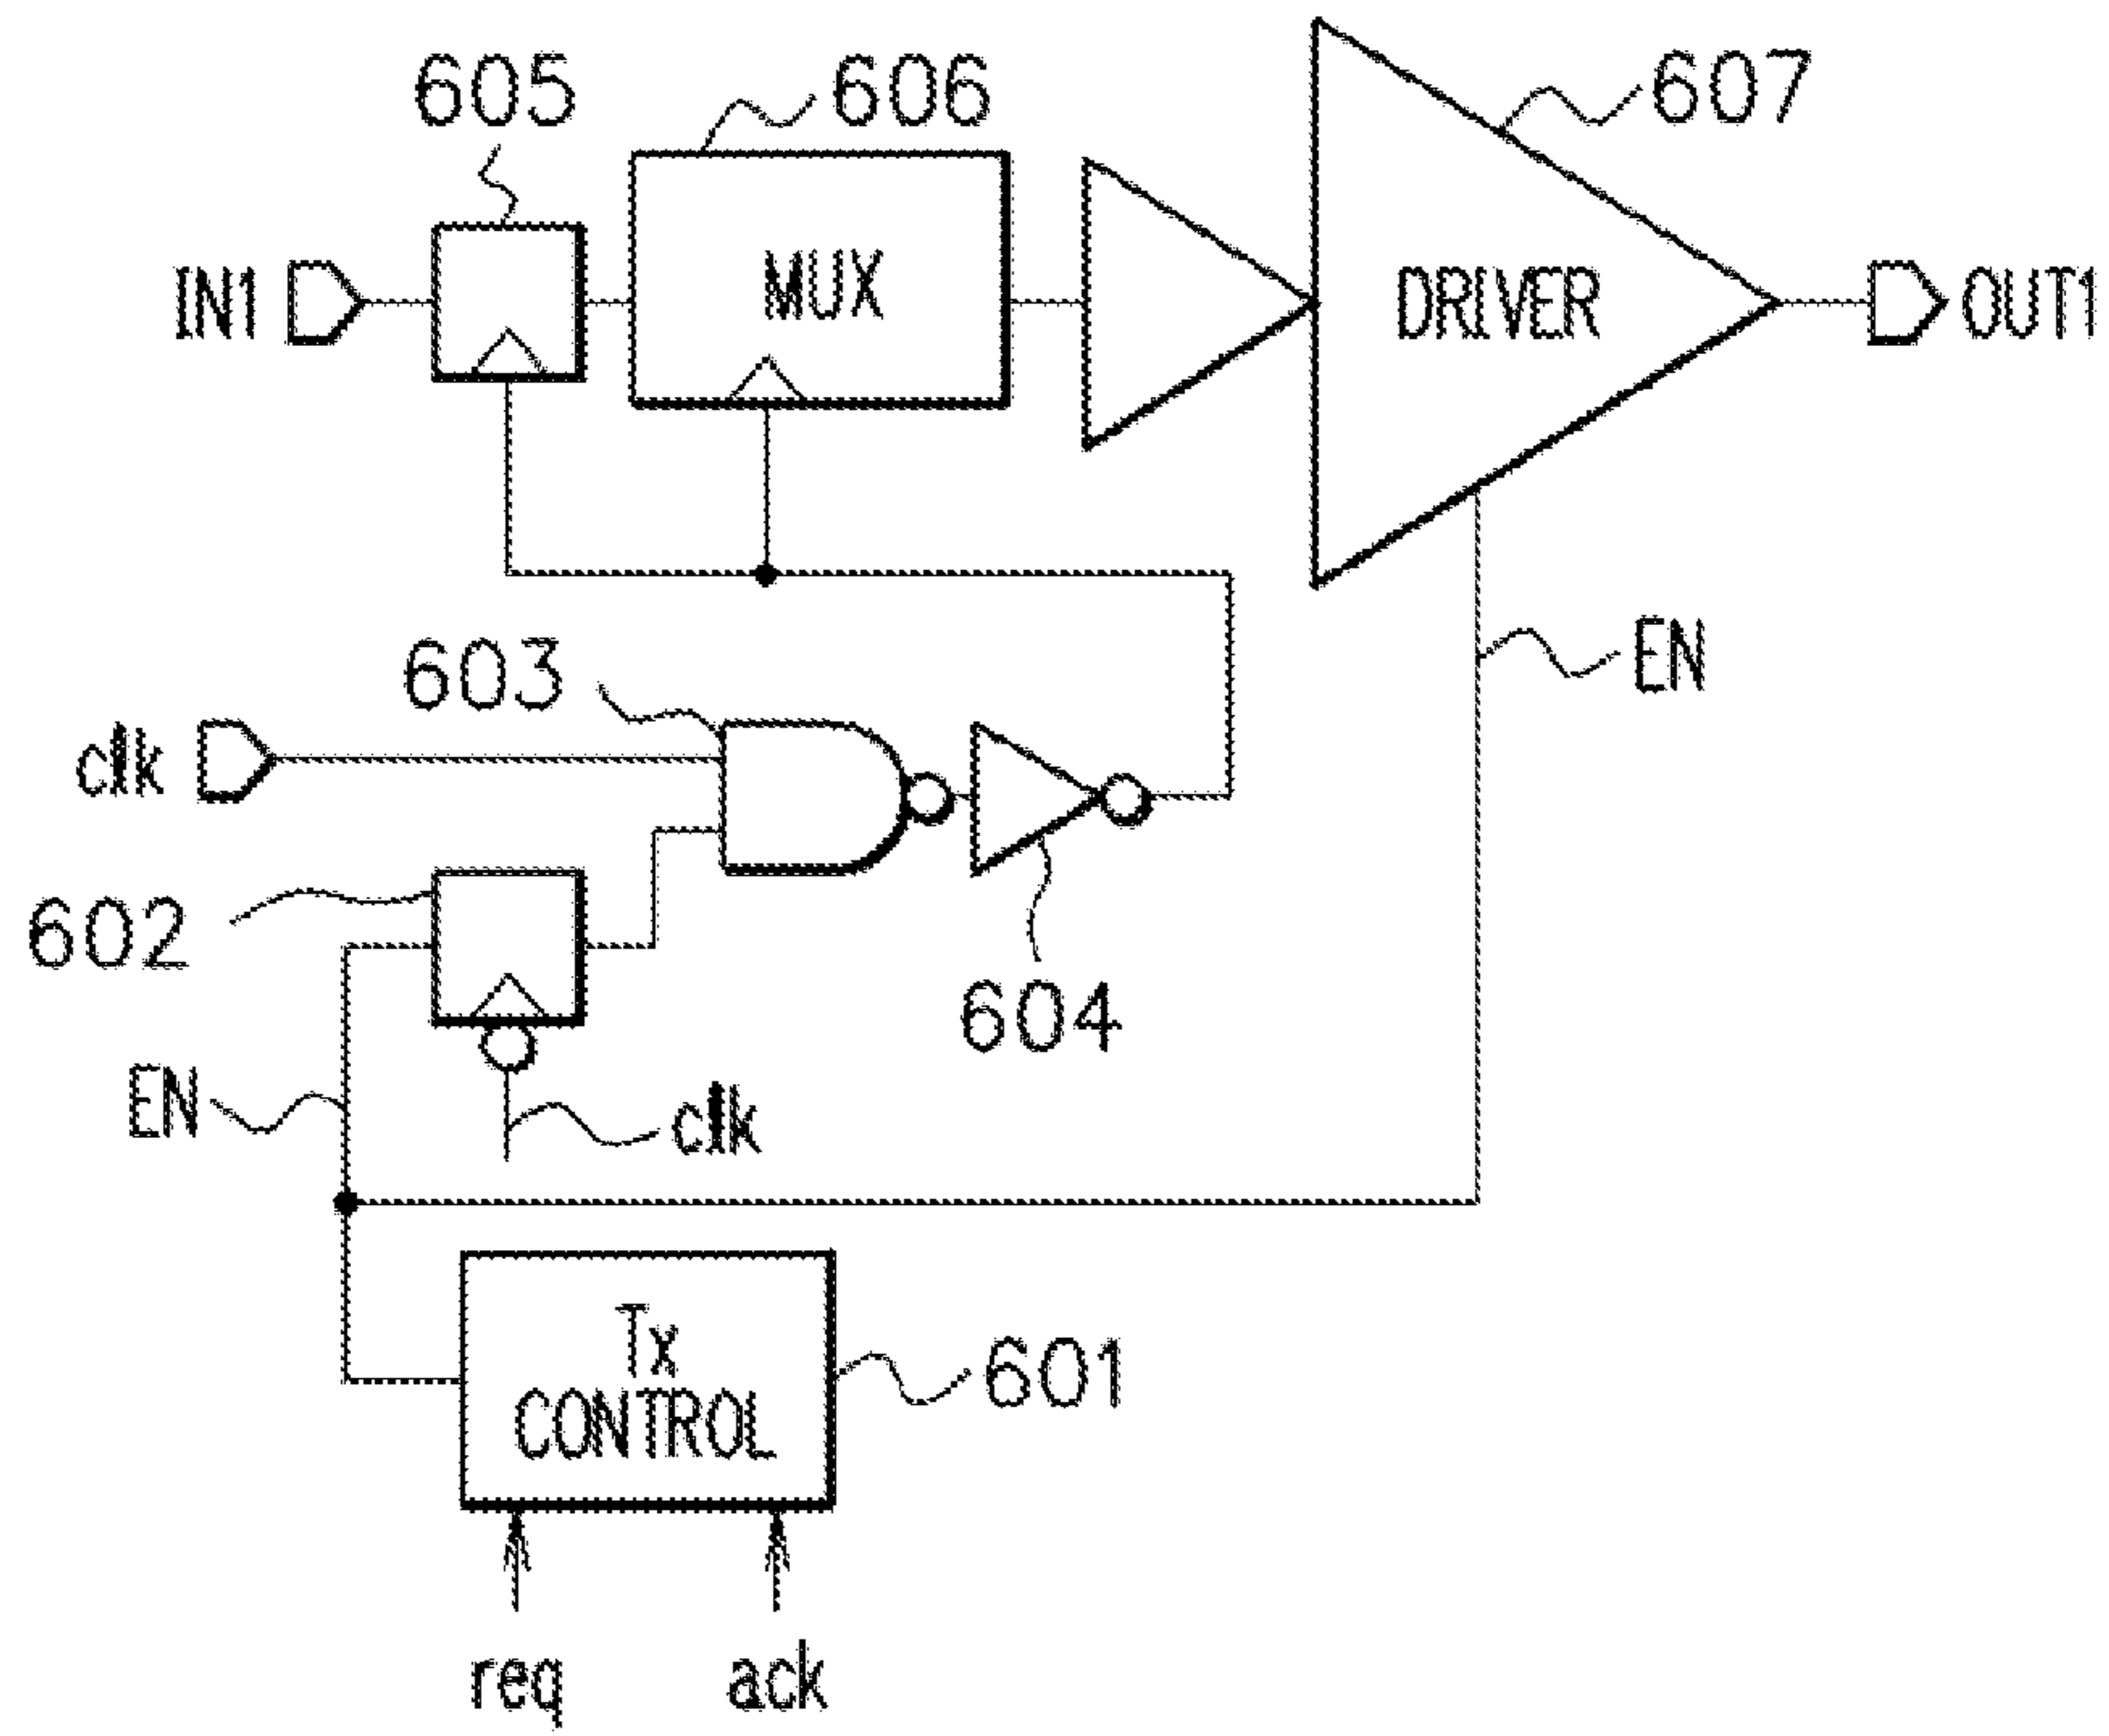 605
606
607
IN1
MUX
DRIVER
OUT1
603
EN
clk
602
604
EN
clk
Tx
CONTROL
601
req
ack